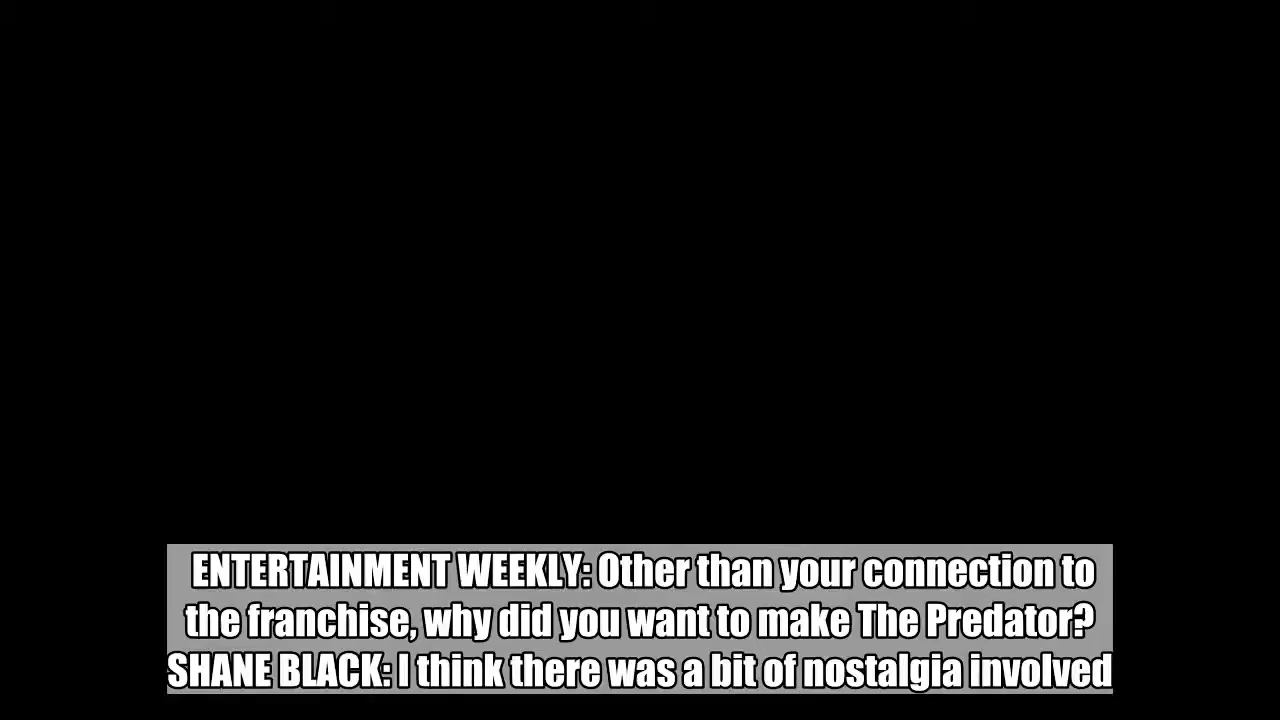 ENTERTAINMENT WEEKLY: Other than your connection to
the franchise, why did you want to make The Predator?
SHANE BLACK: I think there was a bit of nostalgia involved